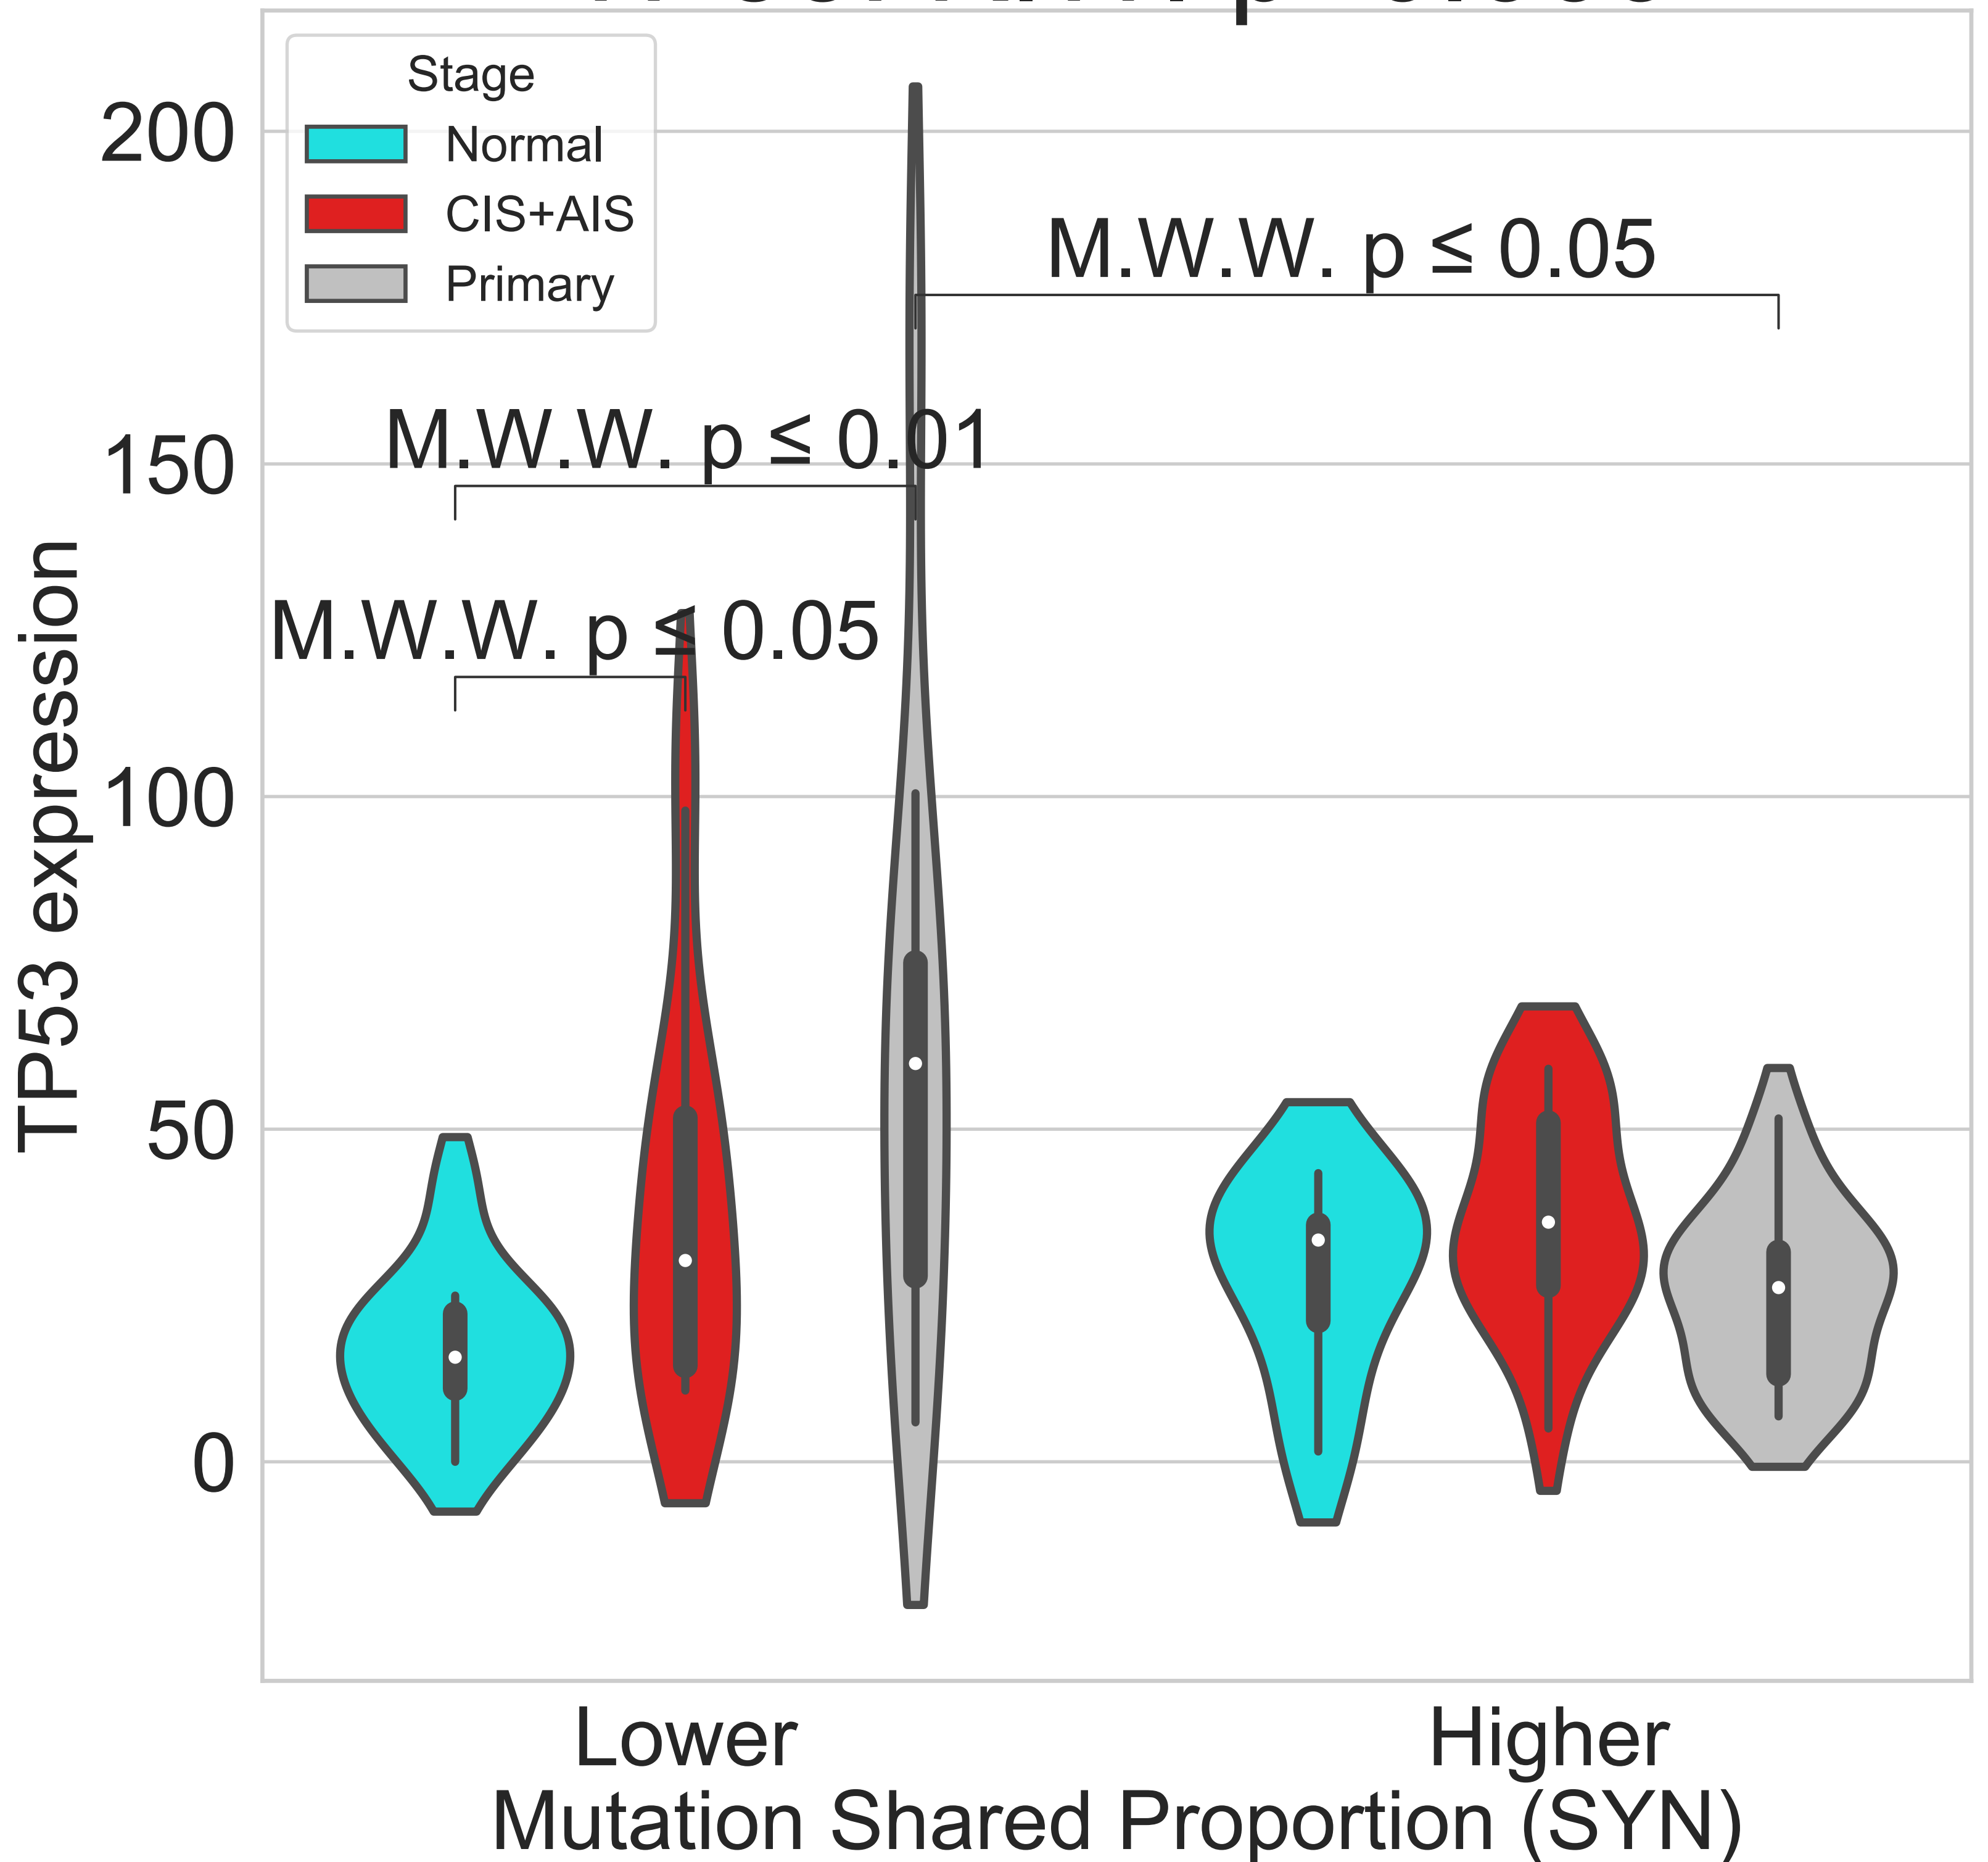 Stage
Normal
CIS+AIS
Primary
200
150
100
50
0
TP53 expression
M.W.W. p ≤ 0.05
M.W.W. p ≤ 0.01
M.W.W. p ≤ 0.05
Lower
Higher
Mutation Shared Proportion (SYN)